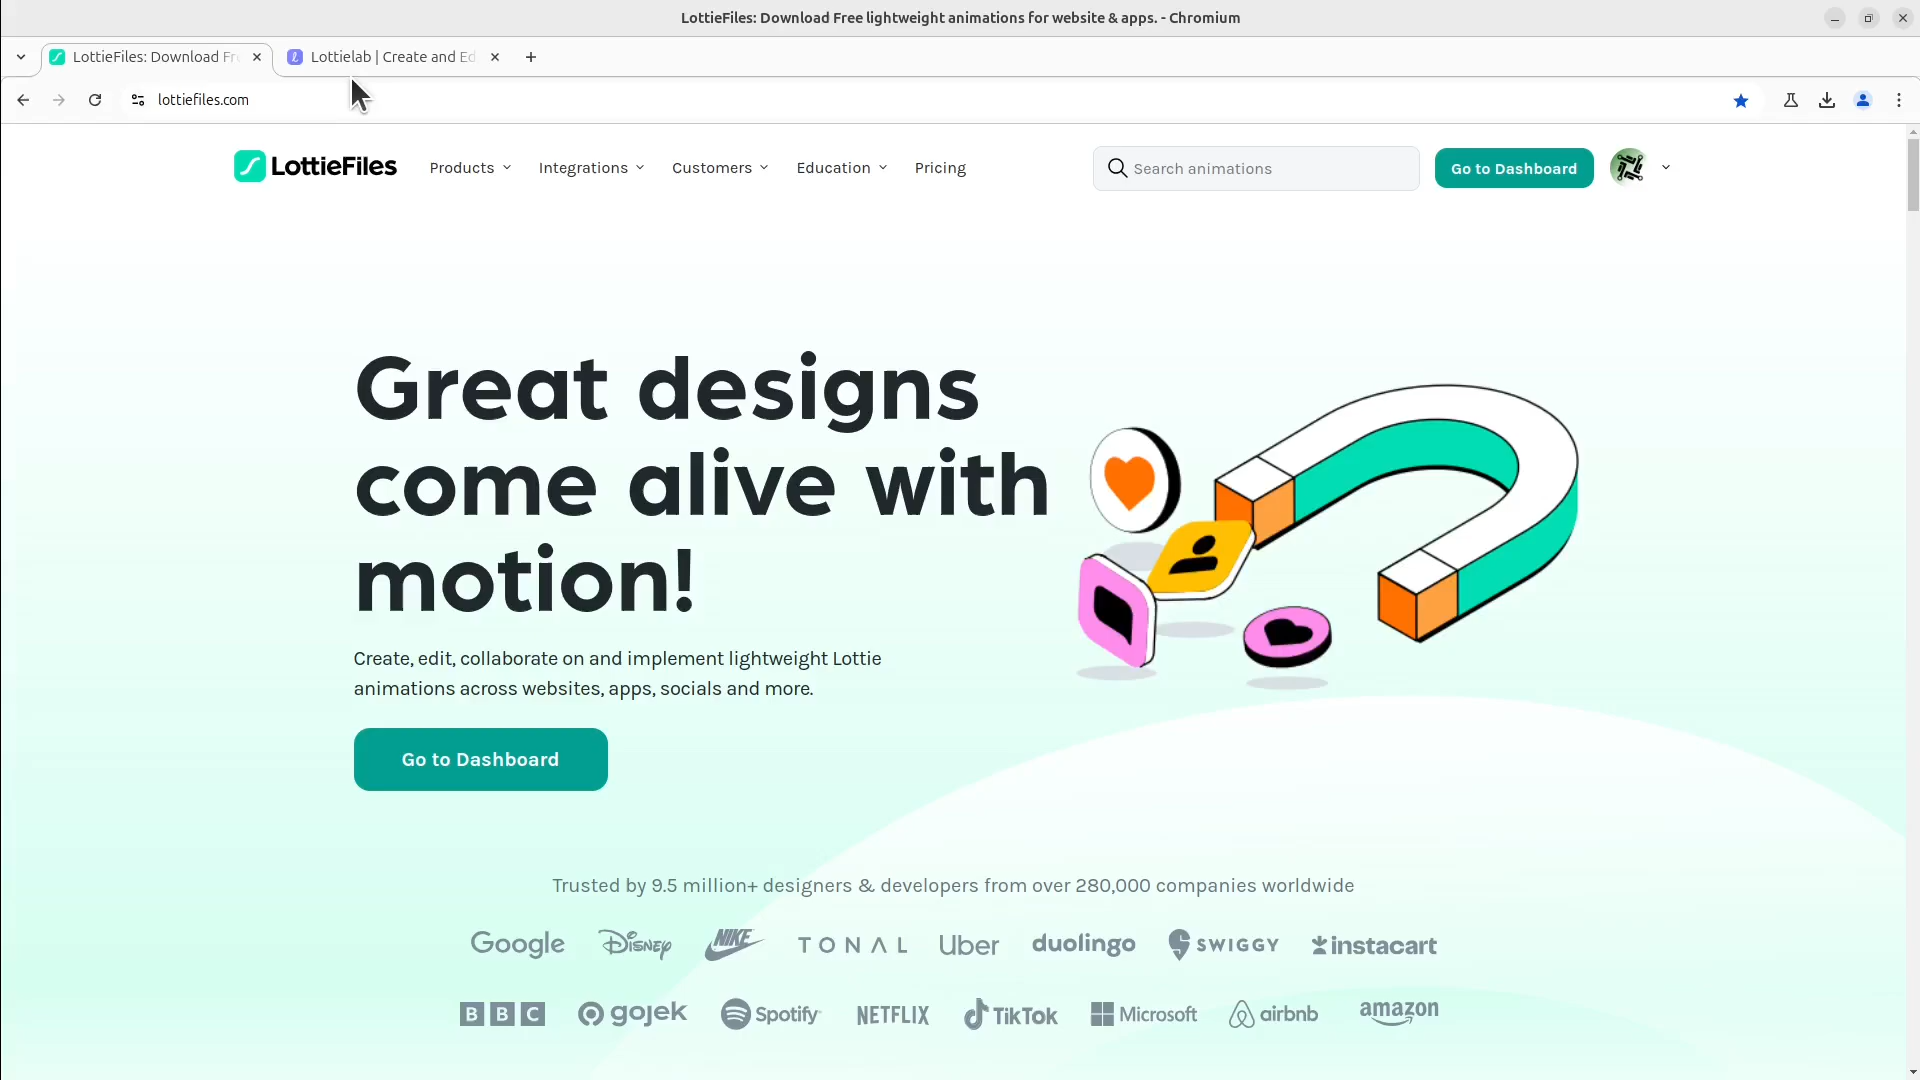 LottieFiles: Download Free lightweight animations for website & apps. - Chromium
LottieFiles: Download Fr
Lottielab | Create and Ed
lottiefiles.com
LottieFiles
Products
Integrations
Customers
Education
Pricing
Search animations
Go to Dashboard
Great designs
come alive with
motion!
Create, edit, collaborate on and implement lightweight Lottie
animations across websites, apps, socials and more.
Go to Dashboard
Trusted by 9.5 million+ designers & developers from over 280,000 companies worldwide
Google Disney NIKE TONAL Uber duolingo SWIGGY instacart
BBC gojek Spotify NETFLIX TikTok Microsoft airbnb amazon